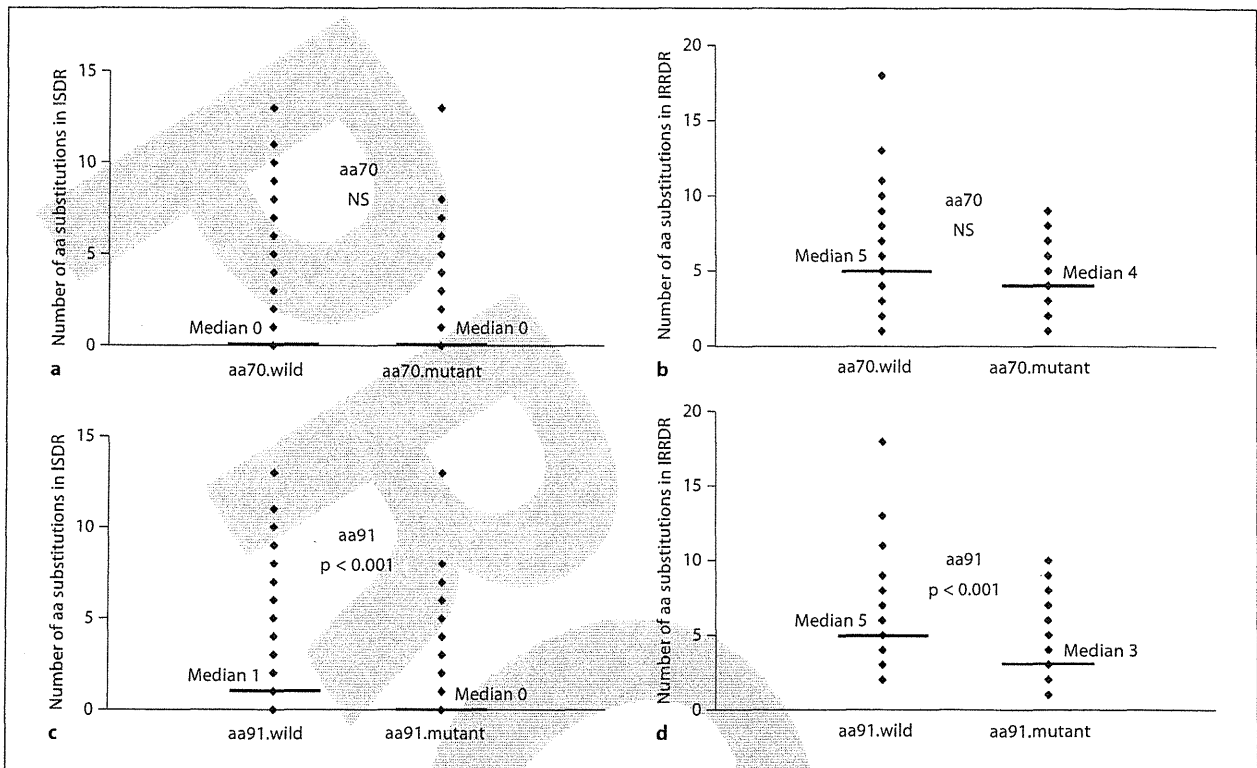 Number of aa substitutions in ISDR
15
10
5
0
aa70
NS
Median 0
Median 0
aa70.wild
aa70.mutant
a
Number of aa substitutions in IRRDR
20
15
10
5
0
aa70
NS
Median 5
Median 4
aa70.wild
aa70.mutant
b
Number of aa substitutions in ISDR
15
10
5
0
aa91
p < 0.001
Median 1
Median 0
aa91.wild
aa91.mutant
c
Number of aa substitutions in IRRDR
20
15
10
5
0
aa91
p < 0.001
Median 5
Median 3
aa91.wild
aa91.mutant
d